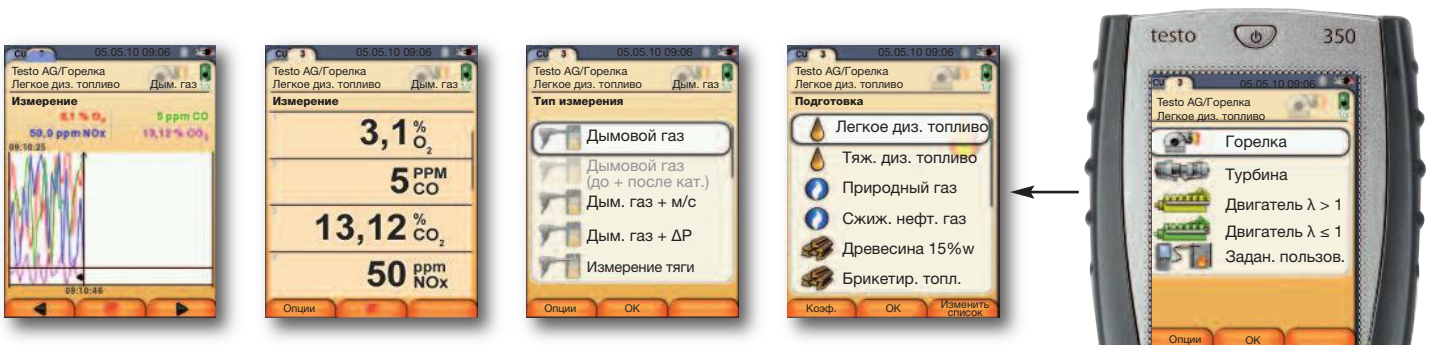 cu 3 05.05.10 09:06
Testo AG/Горелка
Легкое диз. топливо Дым. газ
Измерение
3,1 % O₂ 5 ppm CO
50,0 ppm NOx 13,12 % CO₂
09:10:25
09:10:46
cu 3 05.05.10 09:06
Testo AG/Горелка
Легкое диз. топливо Дым. газ
Измерение
3,1 % O₂
5 PPM CO
13,12 % CO₂
50 ppm NOx
Опции
cu 3 05.05.10 09:06
Testo AG/Горелка
Легкое диз. топливо Дым. газ
Тип измерения
Дымовой газ
Дымовой газ
(до + после кат.)
Дым. газ + м/с
Дым. газ + ΔP
Измерение тяги
Опции OK
cu 3 05.05.10 09:06
Testo AG/Горелка
Легкое диз. топливо
Подготовка
Легкое диз. топливо
Тяж. диз. топливо
Природный газ
Сжиж. нефт. газ
Древесина 15%w
Брикетир. топл.
Коэф. OK Изменить
список
testo 350
cu 3 05.05.10 09:06
Testo AG/Горелка
Легкое диз. топливо
Горелка
Турбина
Двигатель λ > 1
Двигатель λ ≤ 1
Задан. пользов.
Опции OK